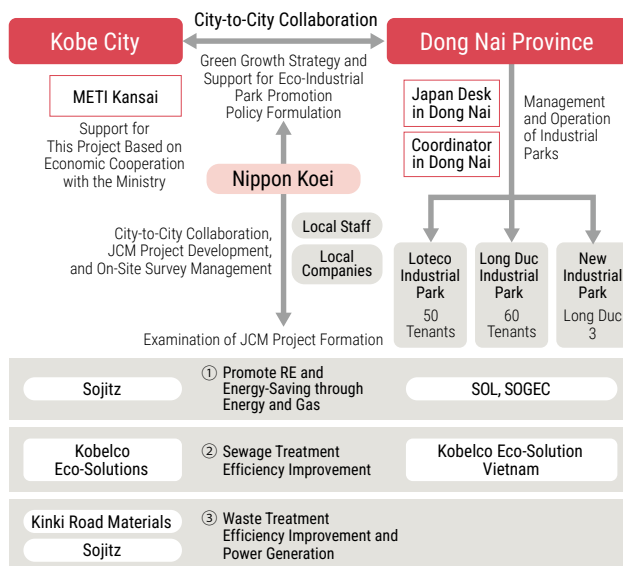 City-to-City Collaboration
Kobe City
Dong Nai Province
Green Growth Strategy and
Support for Eco-Industrial
Park Promotion
Policy Formulation
METI Kansai
Support for
This Project Based on
Economic Cooperation
with the Ministry
Japan Desk
in Dong Nai
Coordinator
in Dong Nai
Management
and Operation
of Industrial
Parks
Nippon Koei
City-to-City Collaboration,
JCM Project Development,
and On-Site Survey Management
Local Staff
Local
Companies
Loteco
Industrial
Park
50
Tenants
Long Duc
Industrial
Park
60
Tenants
New
Industrial
Park
Long Duc
3
Examination of JCM Project Formation
Sojitz
① Promote RE and
Energy-Saving through
Energy and Gas
SOL, SOGEC
Kobelco
Eco-Solutions
② Sewage Treatment
Efficiency Improvement
Kobelco Eco-Solution
Vietnam
Kinki Road Materials
Sojitz
③ Waste Treatment
Efficiency Improvement and
Power Generation